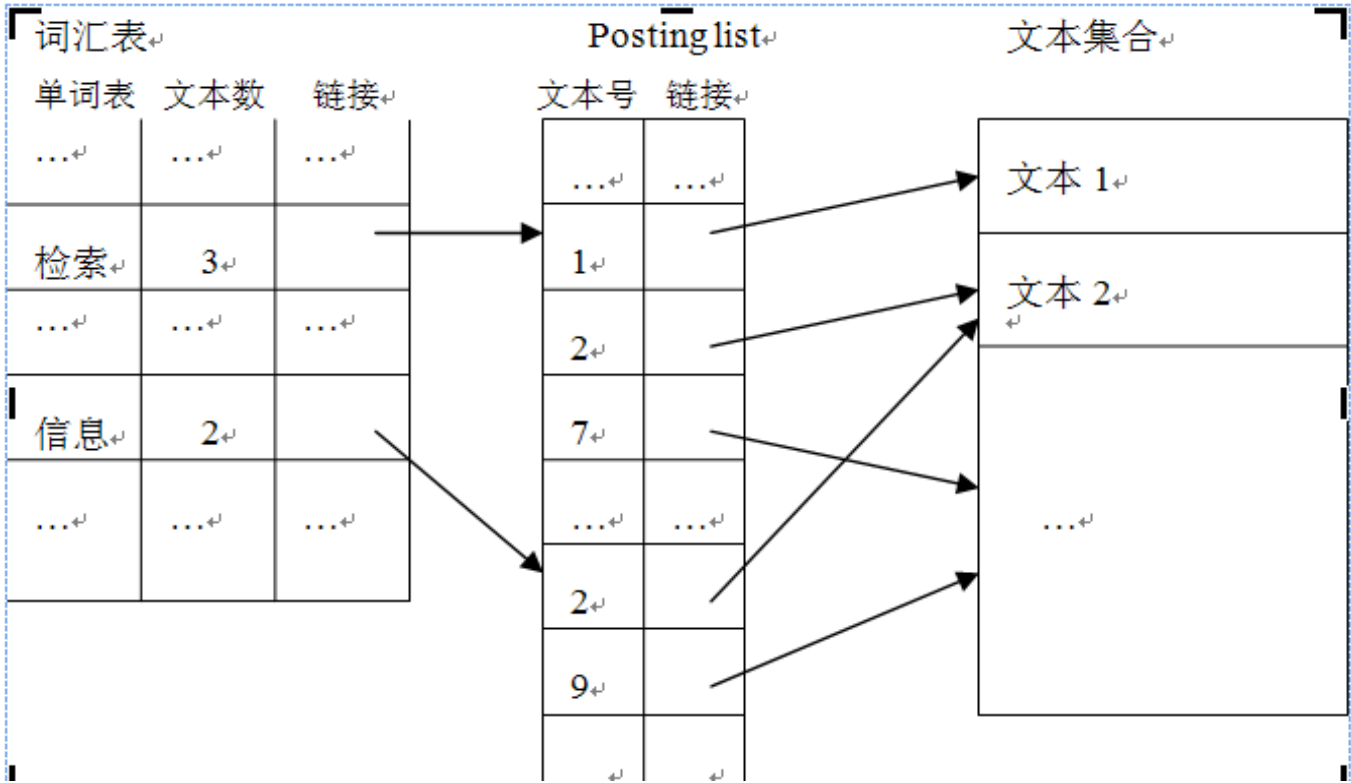 词汇表 Posting list 文本集合
单词表 文本数 链接 文本号 链接
… … … … … 文本 1
检索 3 1
… … … 2 文本 2
信息 2 7
… … … … … …
2
9